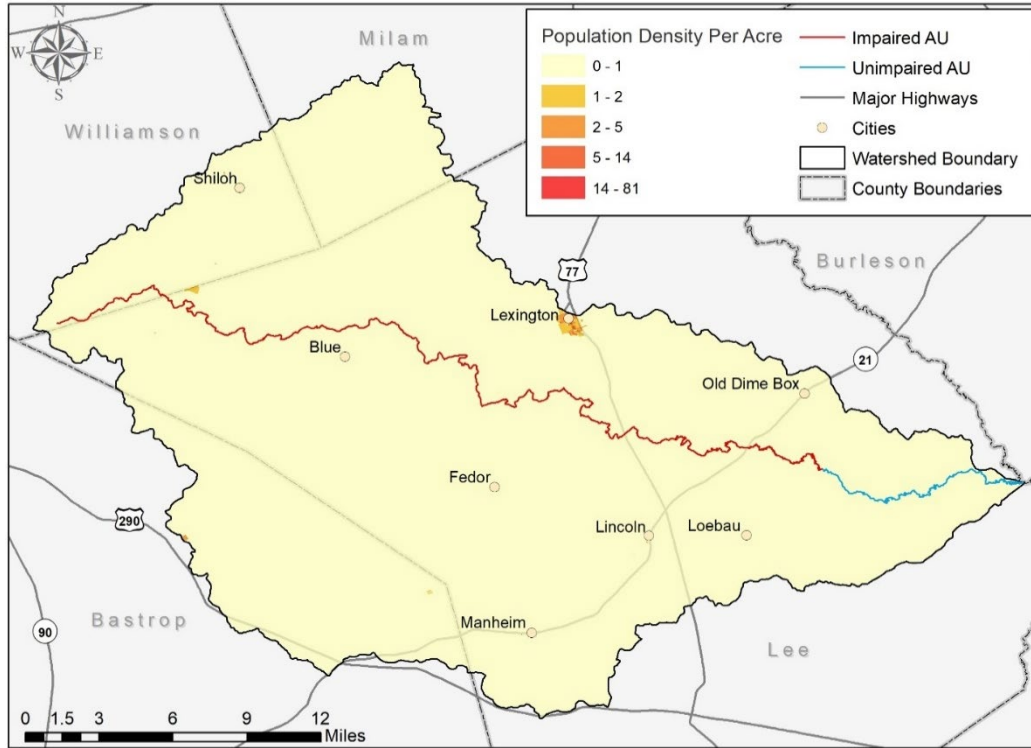 N
W E
S
Milam
Williamson
Burleson
Bastrop
Lee
Population Density Per Acre
0 - 1
1 - 2
2 - 5
5 - 14
14 - 81
Impaired AU
Unimpaired AU
Major Highways
Cities
Watershed Boundary
County Boundaries
Shiloh
77
Lexington
Blue
21
Old Dime Box
Fedor
290
Lincoln
Loebau
Manheim
90
0 1.5 3 6 9 12
Miles